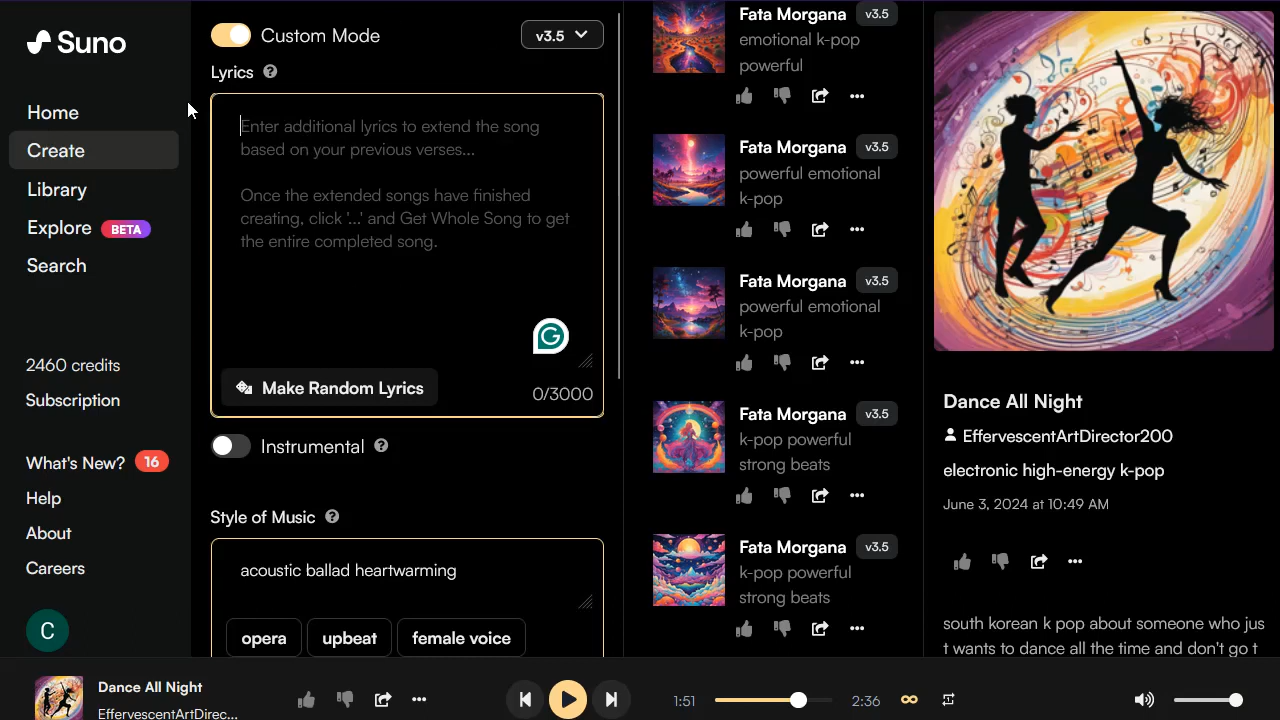 Suno
Home
Create
Library
Explore BETA
Search
2460 credits
Subscription
What's New? 16
Help
About
Careers
C
Custom Mode
v3.5
Lyrics
Enter additional lyrics to extend the song
based on your previous verses...
Once the extended songs have finished
creating, click '...' and Get Whole Song to get
the entire completed song.
Make Random Lyrics
0/3000
Instrumental
Style of Music
acoustic ballad heartwarming
opera
upbeat
female voice
Fata Morgana v3.5
emotional k-pop
powerful
Fata Morgana v3.5
powerful emotional
k-pop
Fata Morgana v3.5
powerful emotional
k-pop
Fata Morgana v3.5
k-pop powerful
strong beats
Fata Morgana v3.5
k-pop powerful
strong beats
Dance All Night
EffervescentArtDirector200
electronic high-energy k-pop
June 3, 2024 at 10:49 AM
south korean k pop about someone who jus
t wants to dance all the time and don't go t
Dance All Night
EffervescentArtDirec...
1:51
2:36